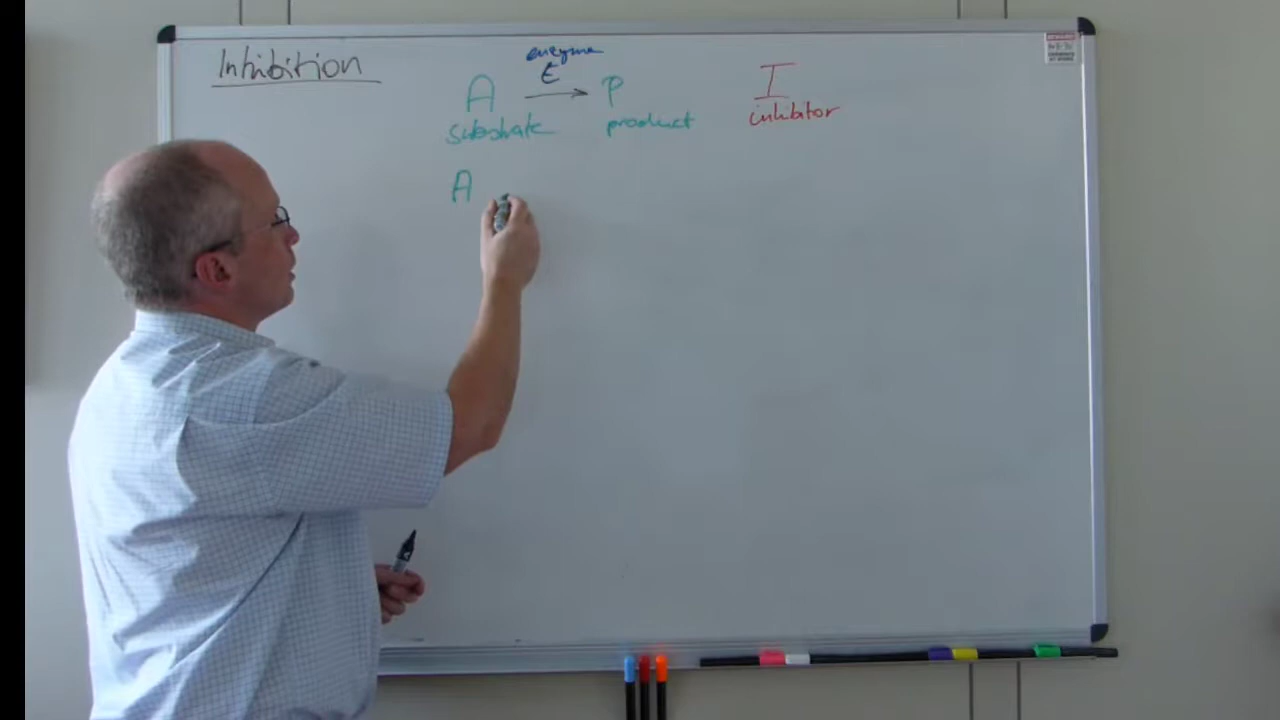 Inhibition
enzyme
E
A → P
substrate product
I
inhibitor
A